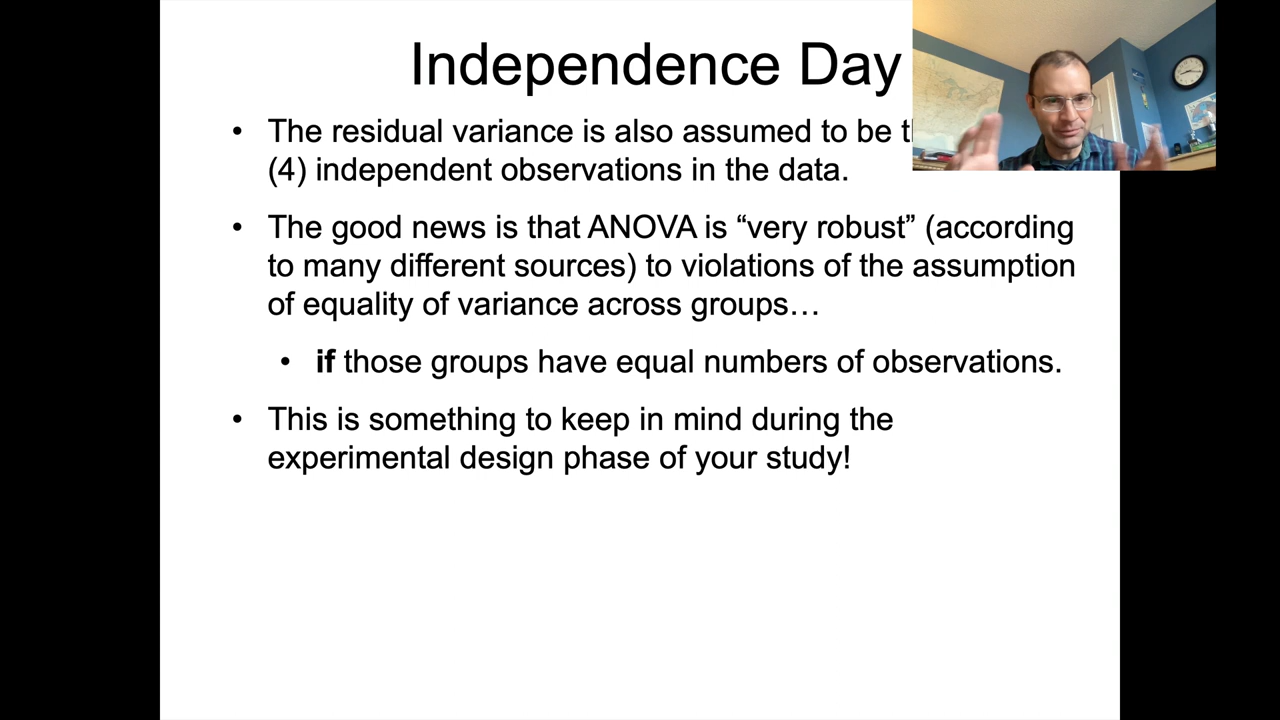 Independence Day
• The residual variance is also assumed to be
(4) independent observations in the data.
• The good news is that ANOVA is “very robust” (according
to many different sources) to violations of the assumption
of equality of variance across groups…
• if those groups have equal numbers of observations.
• This is something to keep in mind during the
experimental design phase of your study!